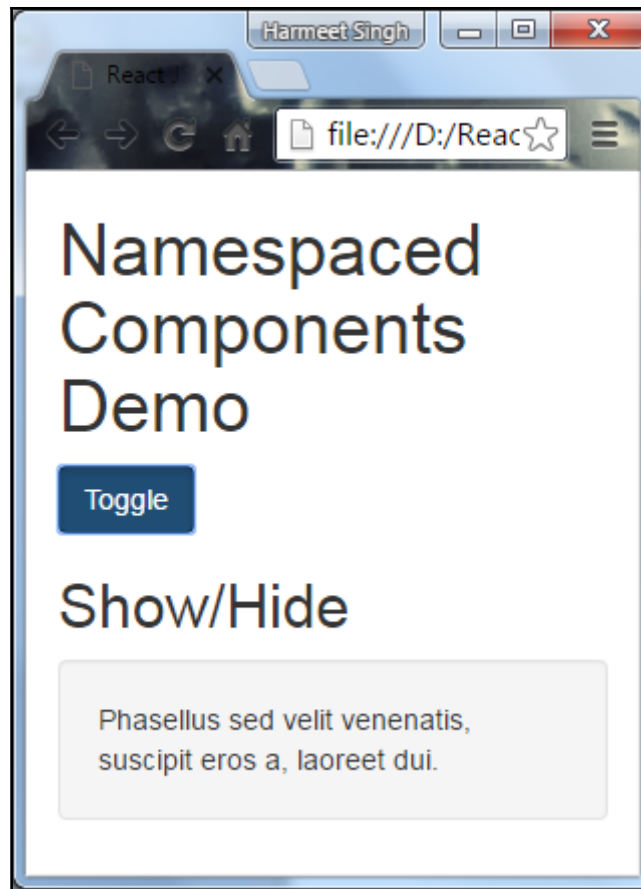 Harmeet Singh
React J
file:///D:/Reac
Namespaced
Components
Demo
Toggle
Show/Hide
Phasellus sed velit venenatis,
suscipit eros a, laoreet dui.